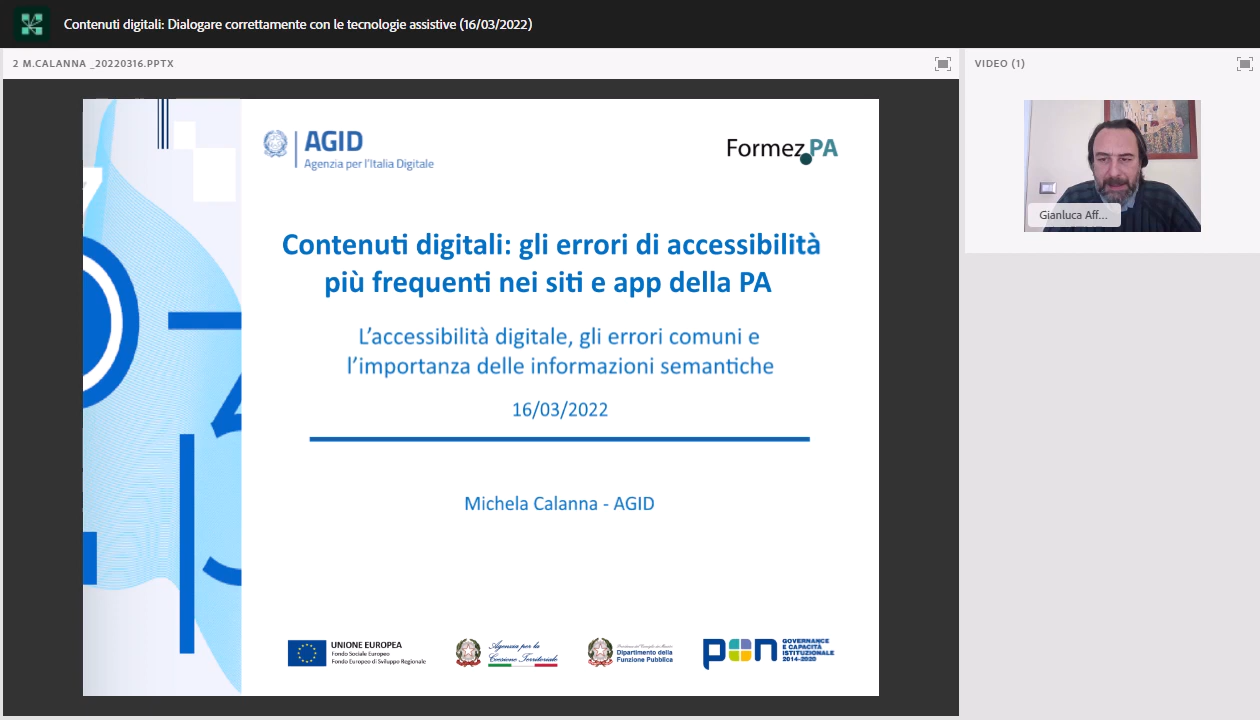 Contenuti digitali: Dialogare correttamente con le tecnologie assistive (16/03/2022)
2 M.CALANNA _20220316.PPTX
VIDEO (1)
AGID
Agenzia per l'Italia Digitale
Formez PA
Contenuti digitali: gli errori di accessibilità
più frequenti nei siti e app della PA
L'accessibilità digitale, gli errori comuni e
l'importanza delle informazioni semantiche
16/03/2022
Michela Calanna - AGID
Gianluca Aff...
UNIONE EUROPEA
Fondo Sociale Europeo
Fondo Europeo di Sviluppo Regionale
Agenzia per la
Coesione Territoriale
Dipartimento della
Funzione Pubblica
pon
GOVERNANCE
E CAPACITÀ
ISTITUZIONALE
2014-2020